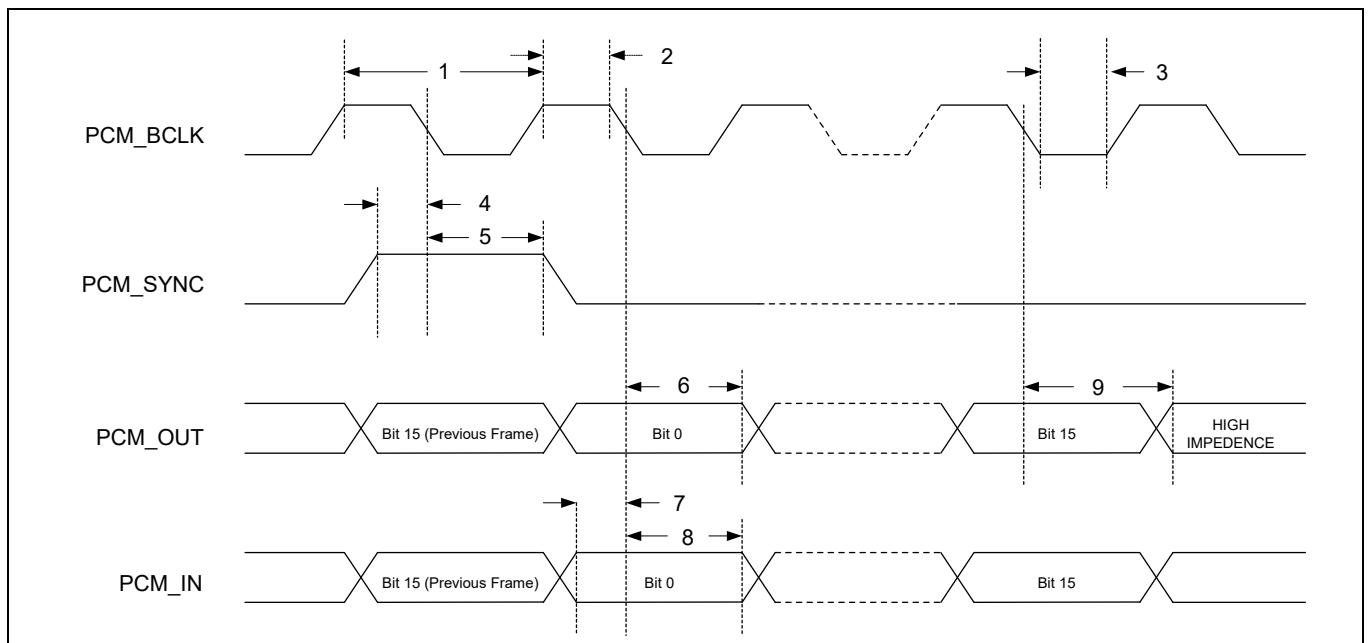 1
2
3
PCM_BCLK
4
5
PCM_SYNC
6
9
PCM_OUT
Bit 15 (Previous Frame)
Bit 0
Bit 15
HIGH
IMPEDENCE
7
8
PCM_IN
Bit 15 (Previous Frame)
Bit 0
Bit 15